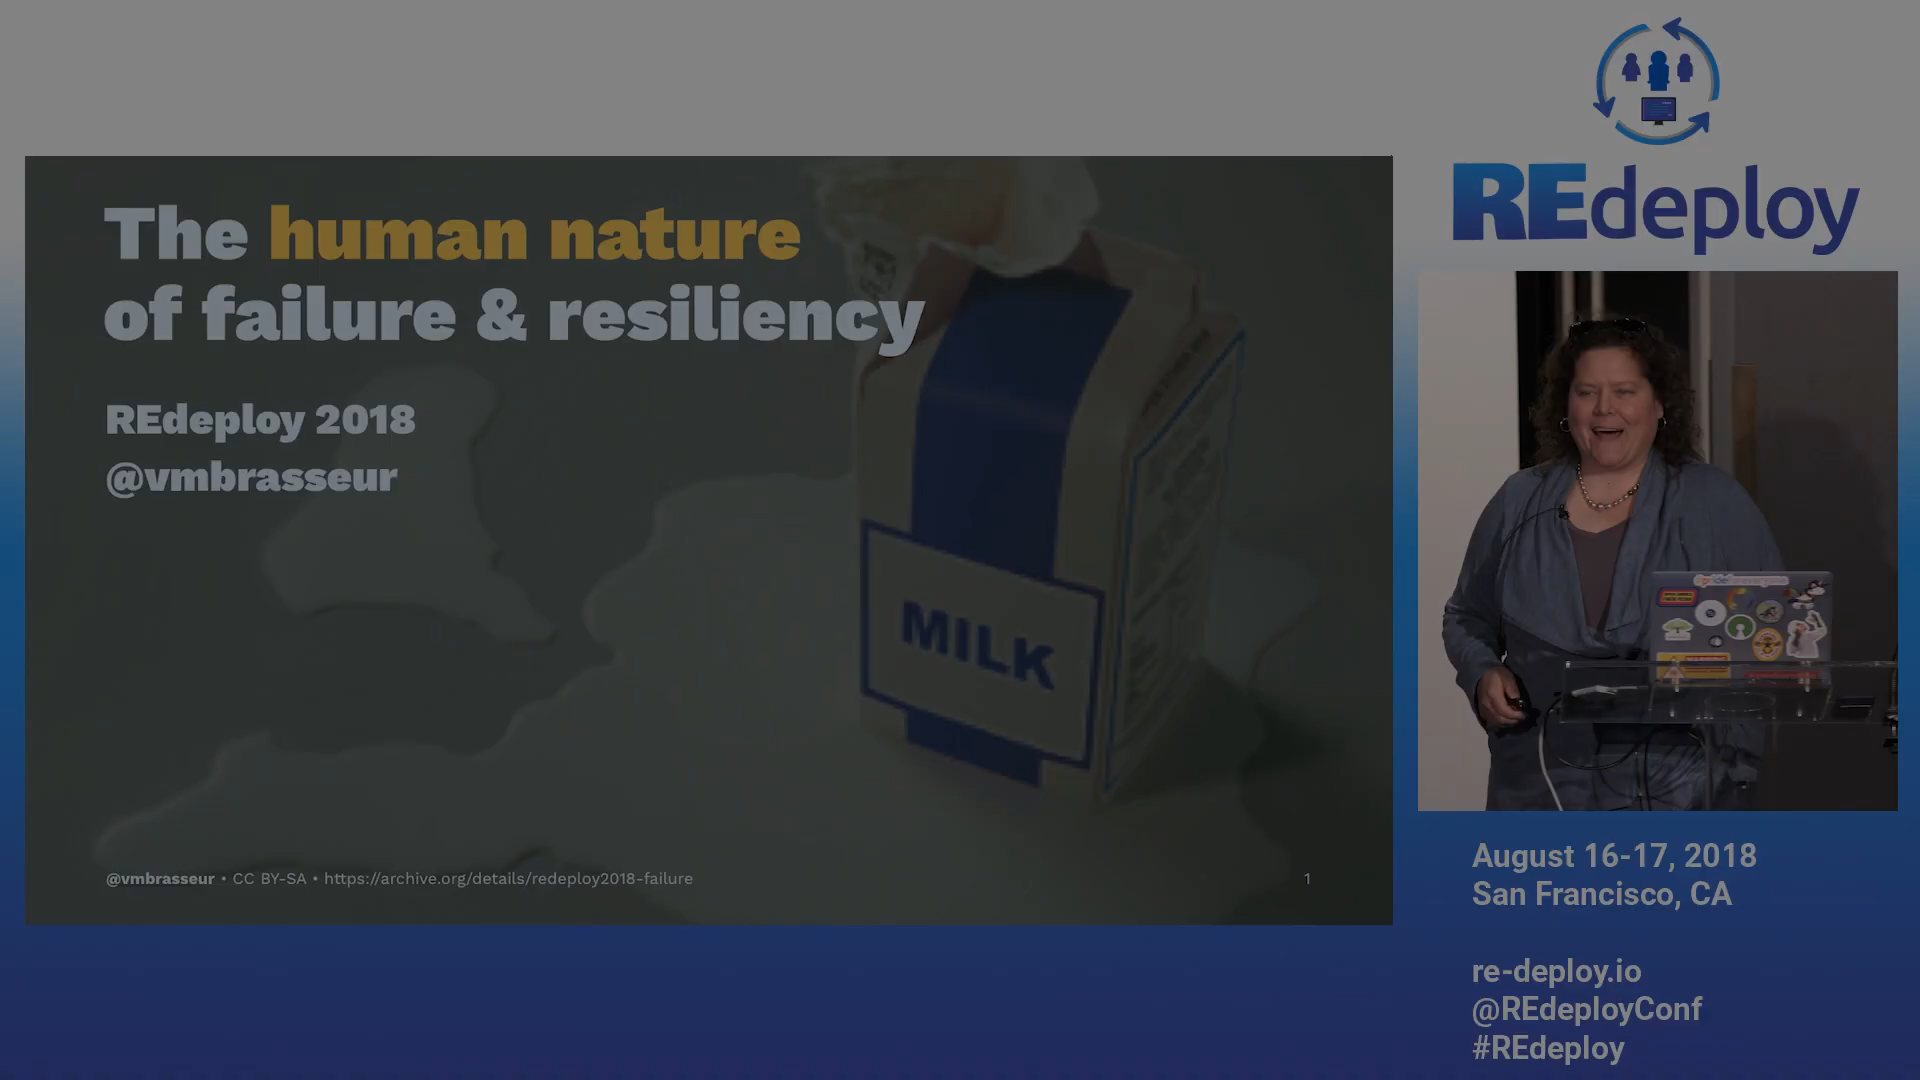 The human nature
of failure & resiliency
REdeploy 2018
@vmbrasseur
MILK
@vmbrasseur • CC BY-SA • https://archive.org/details/redeploy2018-failure
1
REdeploy
August 16-17, 2018
San Francisco, CA
re-deploy.io
@REdeployConf
#REdeploy